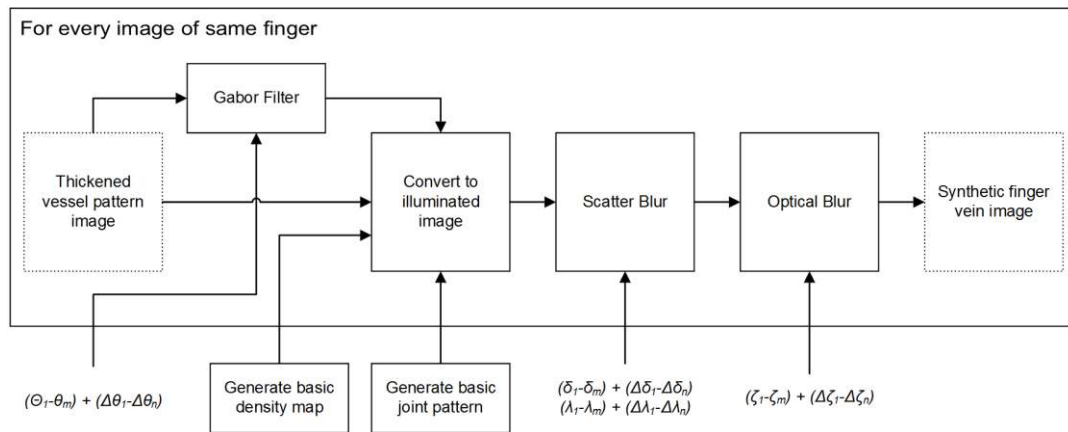 For every image of same finger
Gabor Filter
Thickened
vessel pattern
image
Convert to
illuminated
image
Scatter Blur
Optical Blur
Synthetic finger
vein image
(Θ₁-θₘ) + (Δθ₁-Δθₙ)
Generate basic
density map
Generate basic
joint pattern
(δ₁-δₘ) + (Δδ₁-Δδₙ)
(λ₁-λₘ) + (Δλ₁-Δλₙ)
(ζ₁-ζₘ) + (Δζ₁-Δζₙ)